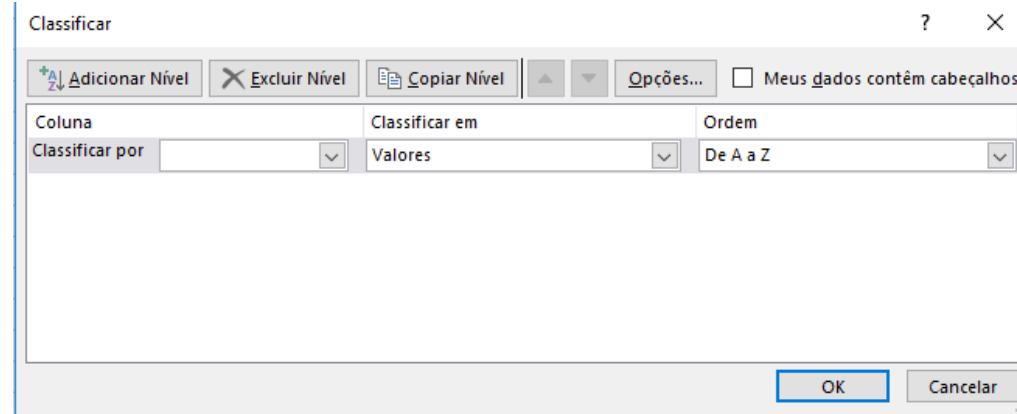 Classificar ?
Adicionar Nível Excluir Nível Copiar Nível Opções... Meus dados contêm cabeçalhos
Coluna Classificar em Ordem
Classificar por Valores De A a Z
OK Cancelar